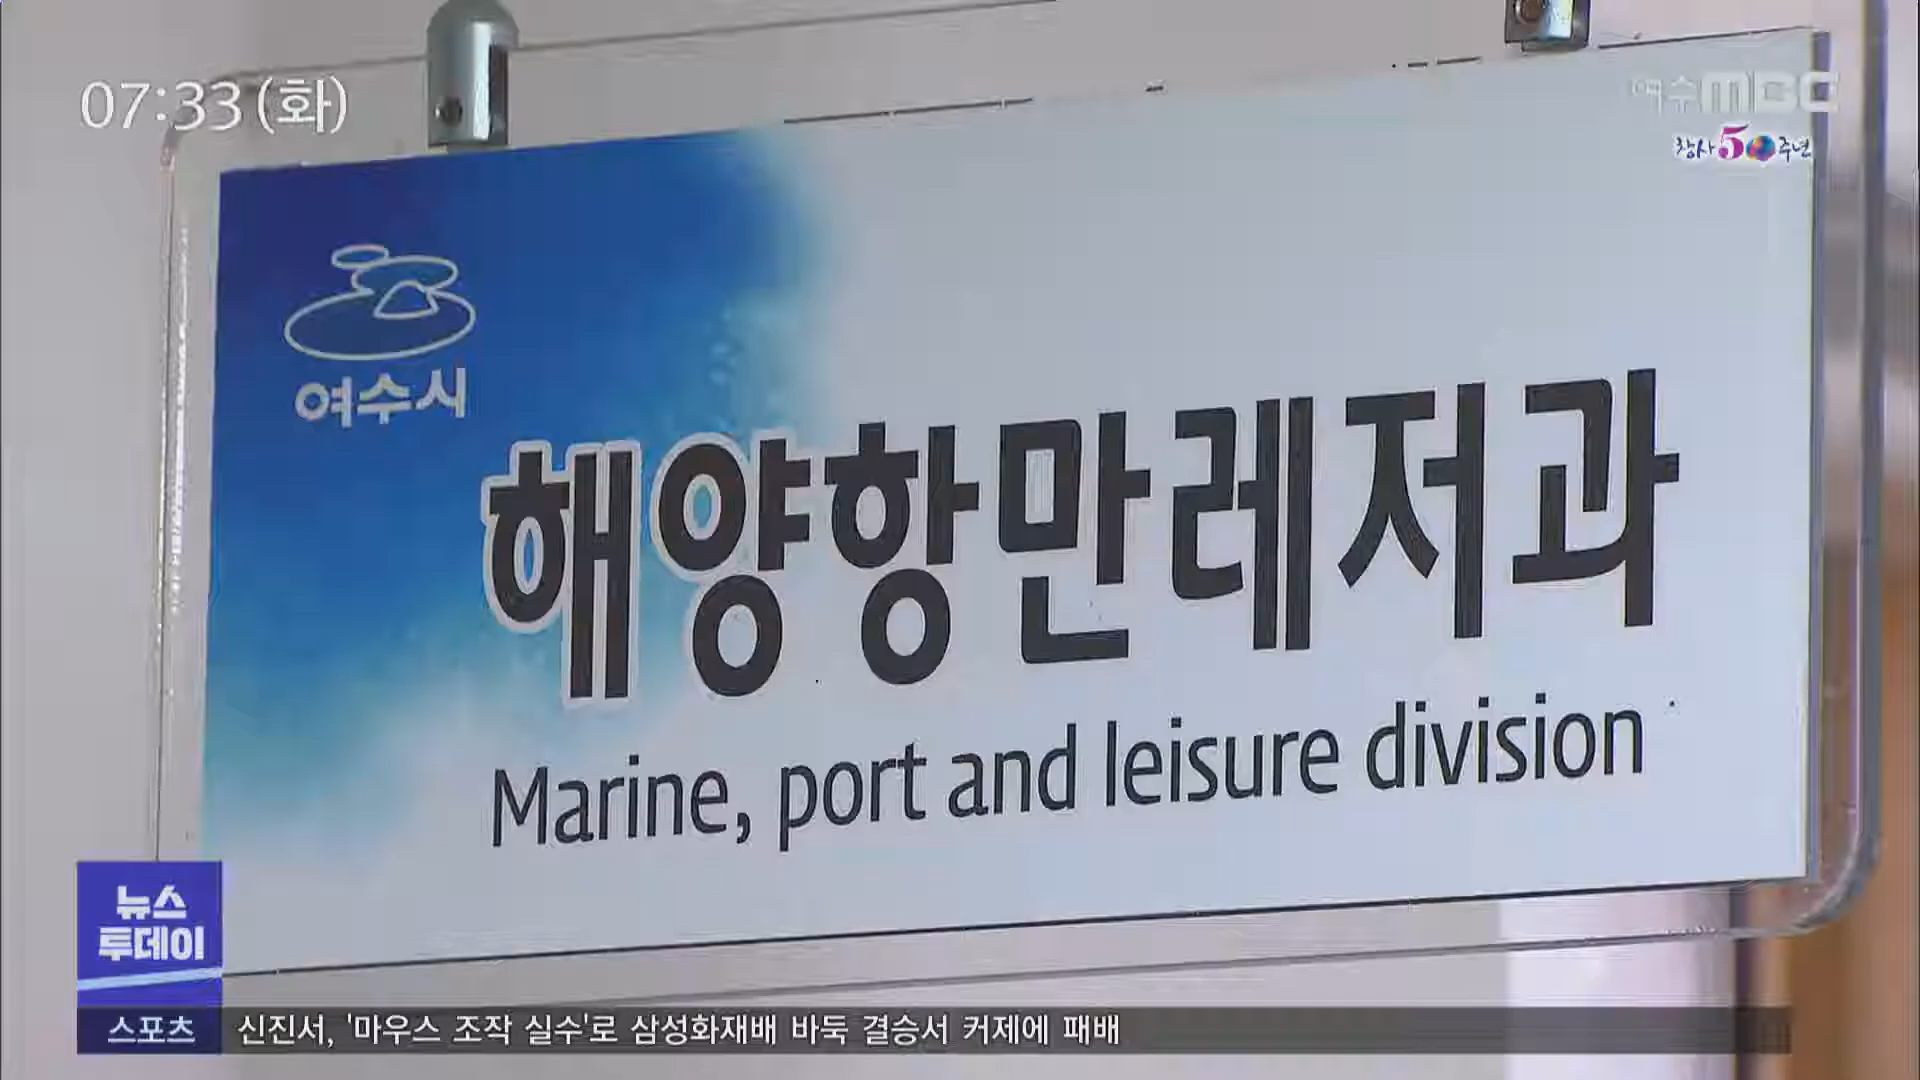 07:33 (화)
여수MBC
창사50주년
여수시
해양항만레저과
Marine, port and leisure division
뉴스
투데이
스포츠
신진서, '마우스 조작 실수'로 삼성화재배 바둑 결승서 커제에 패배